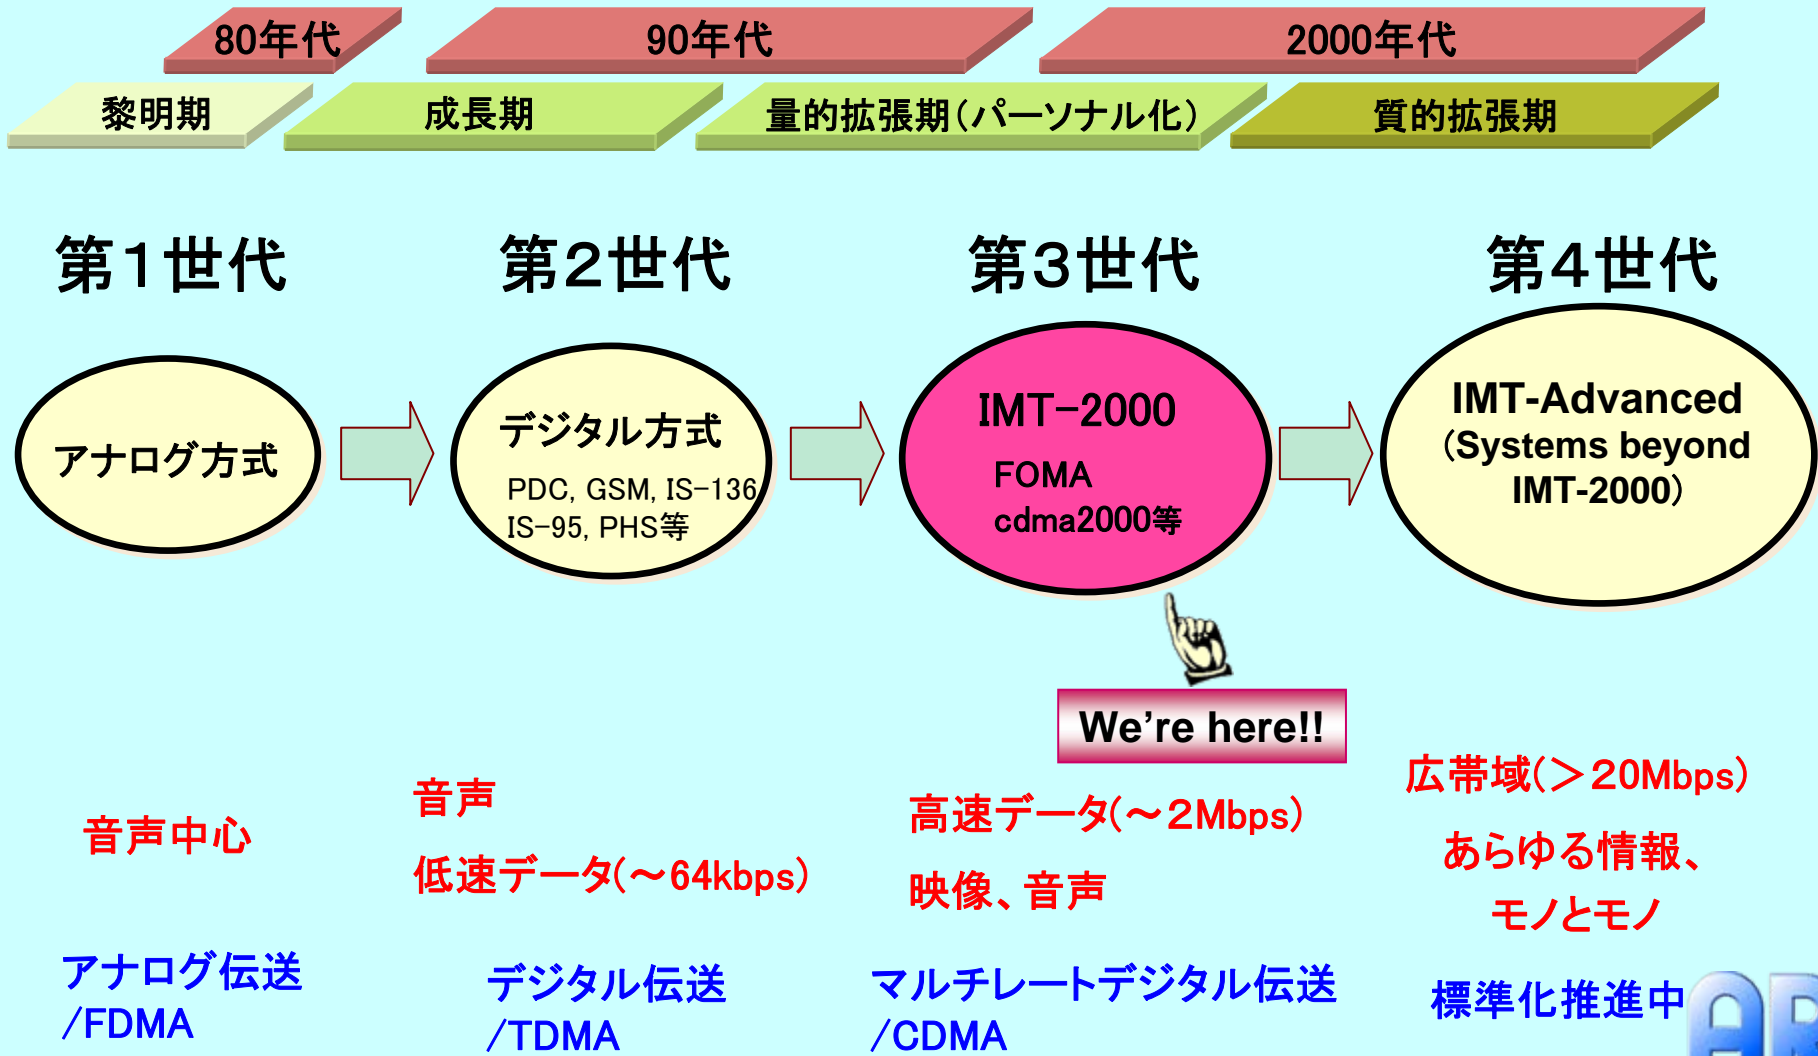 80年代
90年代
2000年代
黎明期
成長期
量的拡張期(パーソナル化)
質的拡張期
第1世代
第2世代
第3世代
第4世代
アナログ方式
デジタル方式
PDC, GSM, IS-136
IS-95, PHS等
IMT-2000
FOMA
cdma2000等
IMT-Advanced
(Systems beyond
IMT-2000)
We're here!!
音声中心
音声
低速データ(～64kbps)
高速データ(～2Mbps)
映像、音声
広帯域(＞20Mbps)
あらゆる情報、
モノとモノ
アナログ伝送
/FDMA
デジタル伝送
/TDMA
マルチレートデジタル伝送
/CDMA
標準化推進中